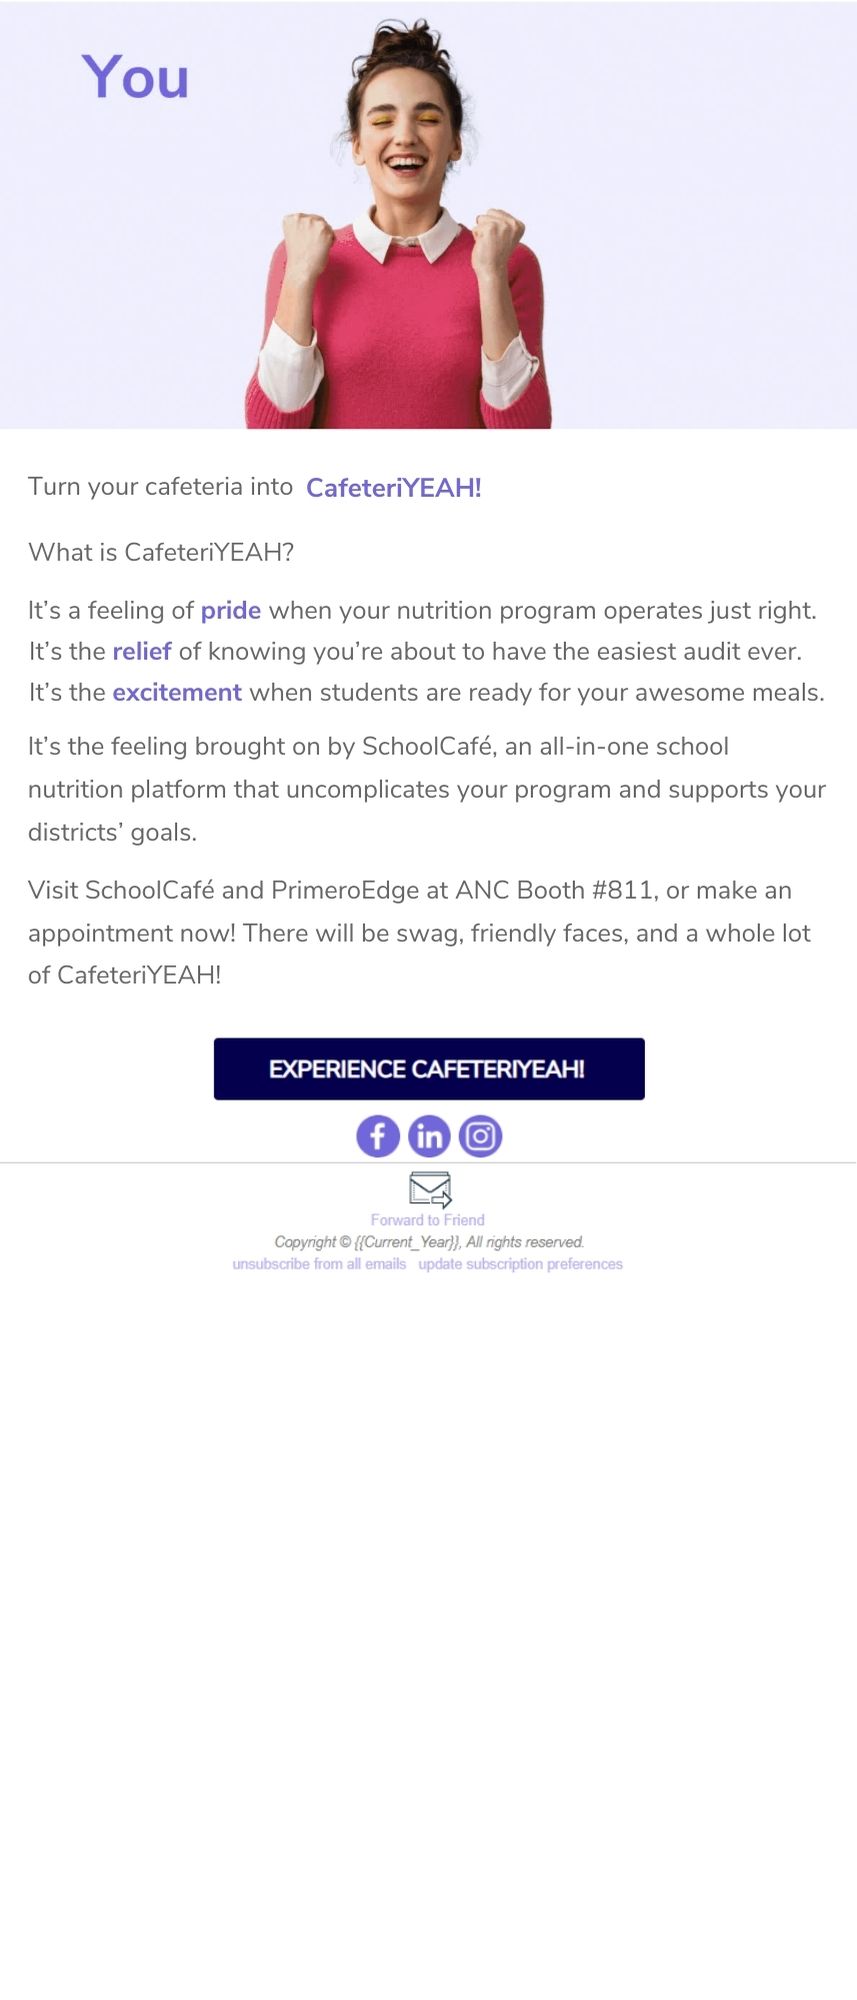 You
Turn your cafeteria into CafeteriYEAH!
What is CafeteriYEAH?
It’s a feeling of pride when your nutrition program operates just right.
It’s the relief of knowing you’re about to have the easiest audit ever.
It’s the excitement when students are ready for your awesome meals.
It’s the feeling brought on by SchoolCafé, an all-in-one school
nutrition platform that uncomplicates your program and supports your
districts’ goals.
Visit SchoolCafé and PrimeroEdge at ANC Booth #811, or make an
appointment now! There will be swag, friendly faces, and a whole lot
of CafeteriYEAH!
EXPERIENCE CAFETERIYEAH!
Forward to Friend
Copyright © {{Current_Year}}, All rights reserved.
unsubscribe from all emails update subscription preferences